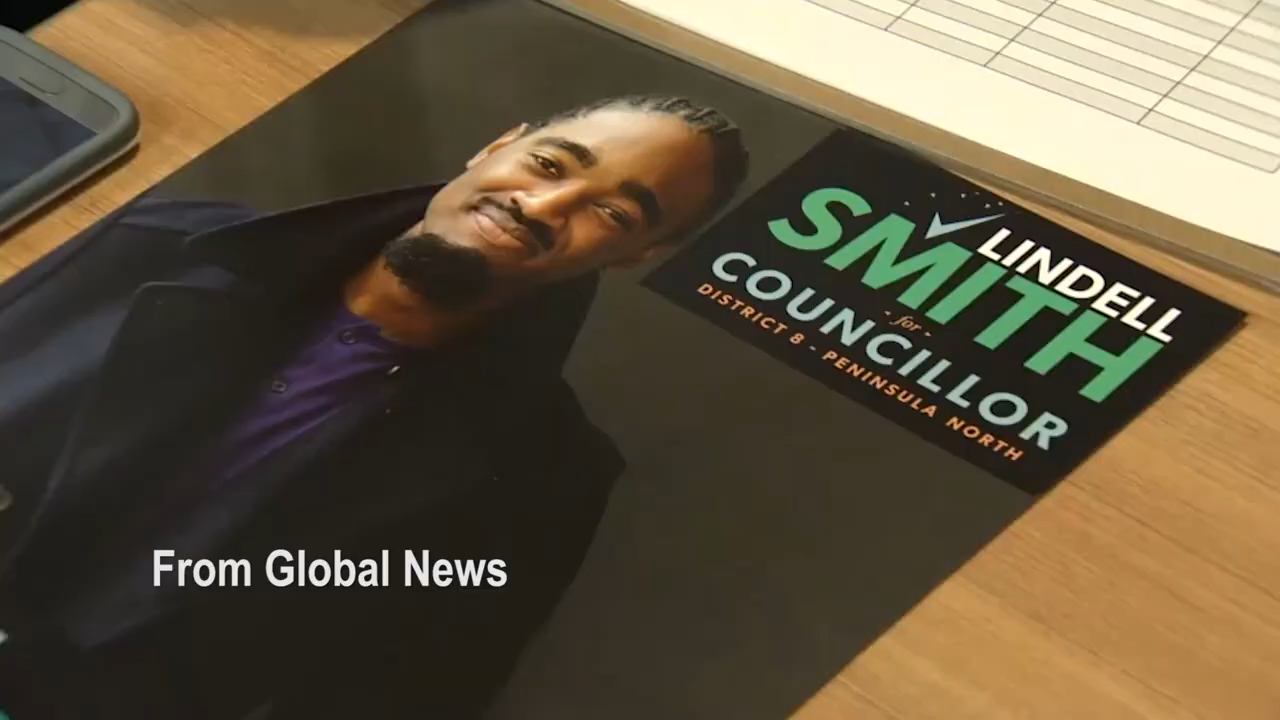 LINDELL
SMITH
- for -
COUNCILLOR
DISTRICT 8 - PENINSULA NORTH
From Global News